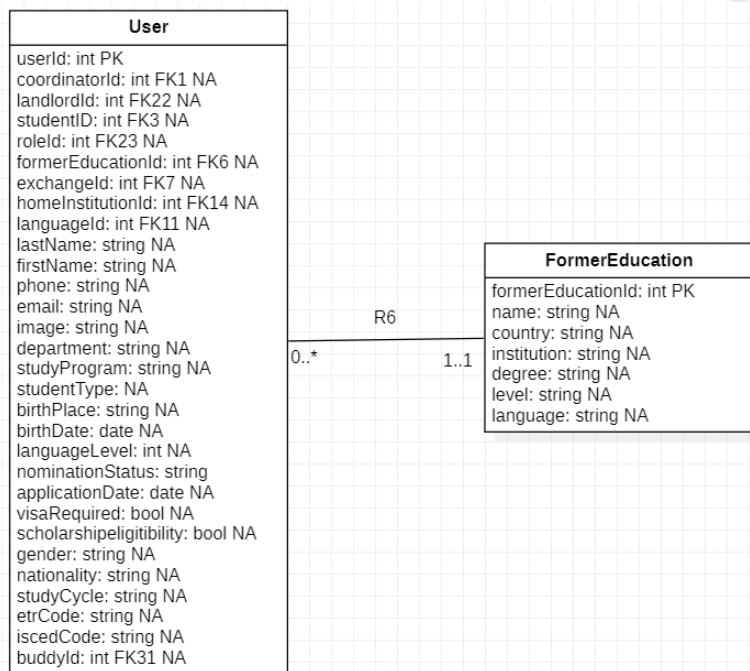 User
userId: int PK
coordinatorId: int FK1 NA
landlordId: int FK22 NA
studentID: int FK3 NA
roleId: int FK23 NA
formerEducationId: int FK6 NA
exchangeId: int FK7 NA
homeInstitutionId: int FK14 NA
languageId: int FK11 NA
lastName: string NA
firstName: string NA
phone: string NA
email: string NA
image: string NA
department: string NA
studyProgram: string NA
studentType: NA
birthPlace: string NA
birthDate: date NA
languageLevel: int NA
nominationStatus: string
applicationDate: date NA
visaRequired: bool NA
scholarshipeligitibility: bool NA
gender: string NA
nationality: string NA
studyCycle: string NA
etrCode: string NA
iscedCode: string NA
buddyId: int FK31 NA
R6
0..*
1..1
FormerEducation
formerEducationId: int PK
name: string NA
country: string NA
institution: string NA
degree: string NA
level: string NA
language: string NA